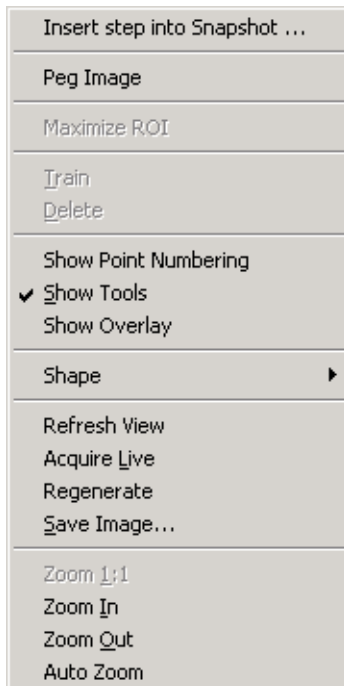 Insert step into Snapshot ...
Peg Image
Maximize ROI
Train
Delete
Show Point Numbering
Show Tools
Show Overlay
Shape
Refresh View
Acquire Live
Regenerate
Save Image...
Zoom 1:1
Zoom In
Zoom Out
Auto Zoom